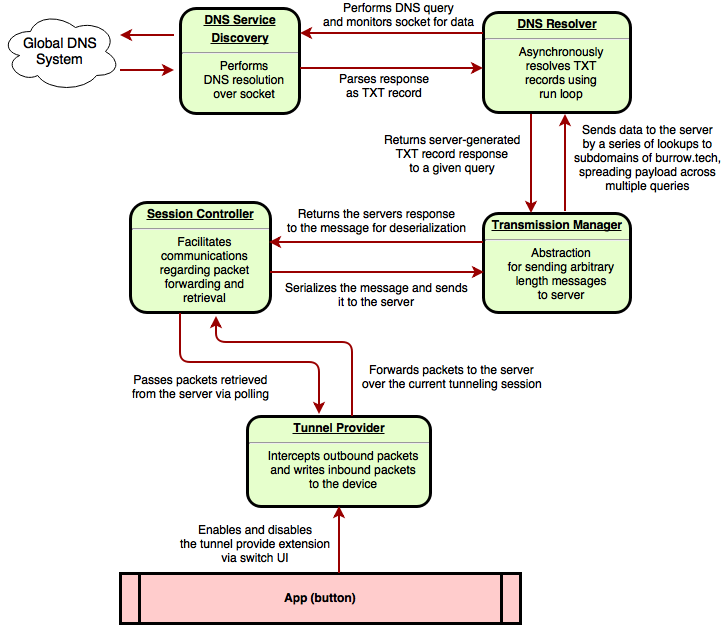 Performs DNS query
and monitors socket for data
Global DNS
System
DNS Service
Discovery
Performs
DNS resolution
over socket
Parses response
as TXT record
DNS Resolver
Asynchronously
resolves TXT
records using
run loop
Returns server-generated
TXT record response
to a given query
Sends data to the server
by a series of lookups to
subdomains of burrow.tech,
spreading payload across
multiple queries
Session Controller
Facilitates
communications
regarding packet
forwarding and
retrieval
Returns the servers response
to the message for deserialization
Serializes the message and sends
it to the server
Transmission Manager
Abstraction
for sending arbitrary
length messages
to server
Passes packets retrieved
from the server via polling
Forwards packets to the server
over the current tunneling session
Tunnel Provider
Intercepts outbound packets
and writes inbound packets
to the device
Enables and disables
the tunnel provide extension
via switch UI
App (button)